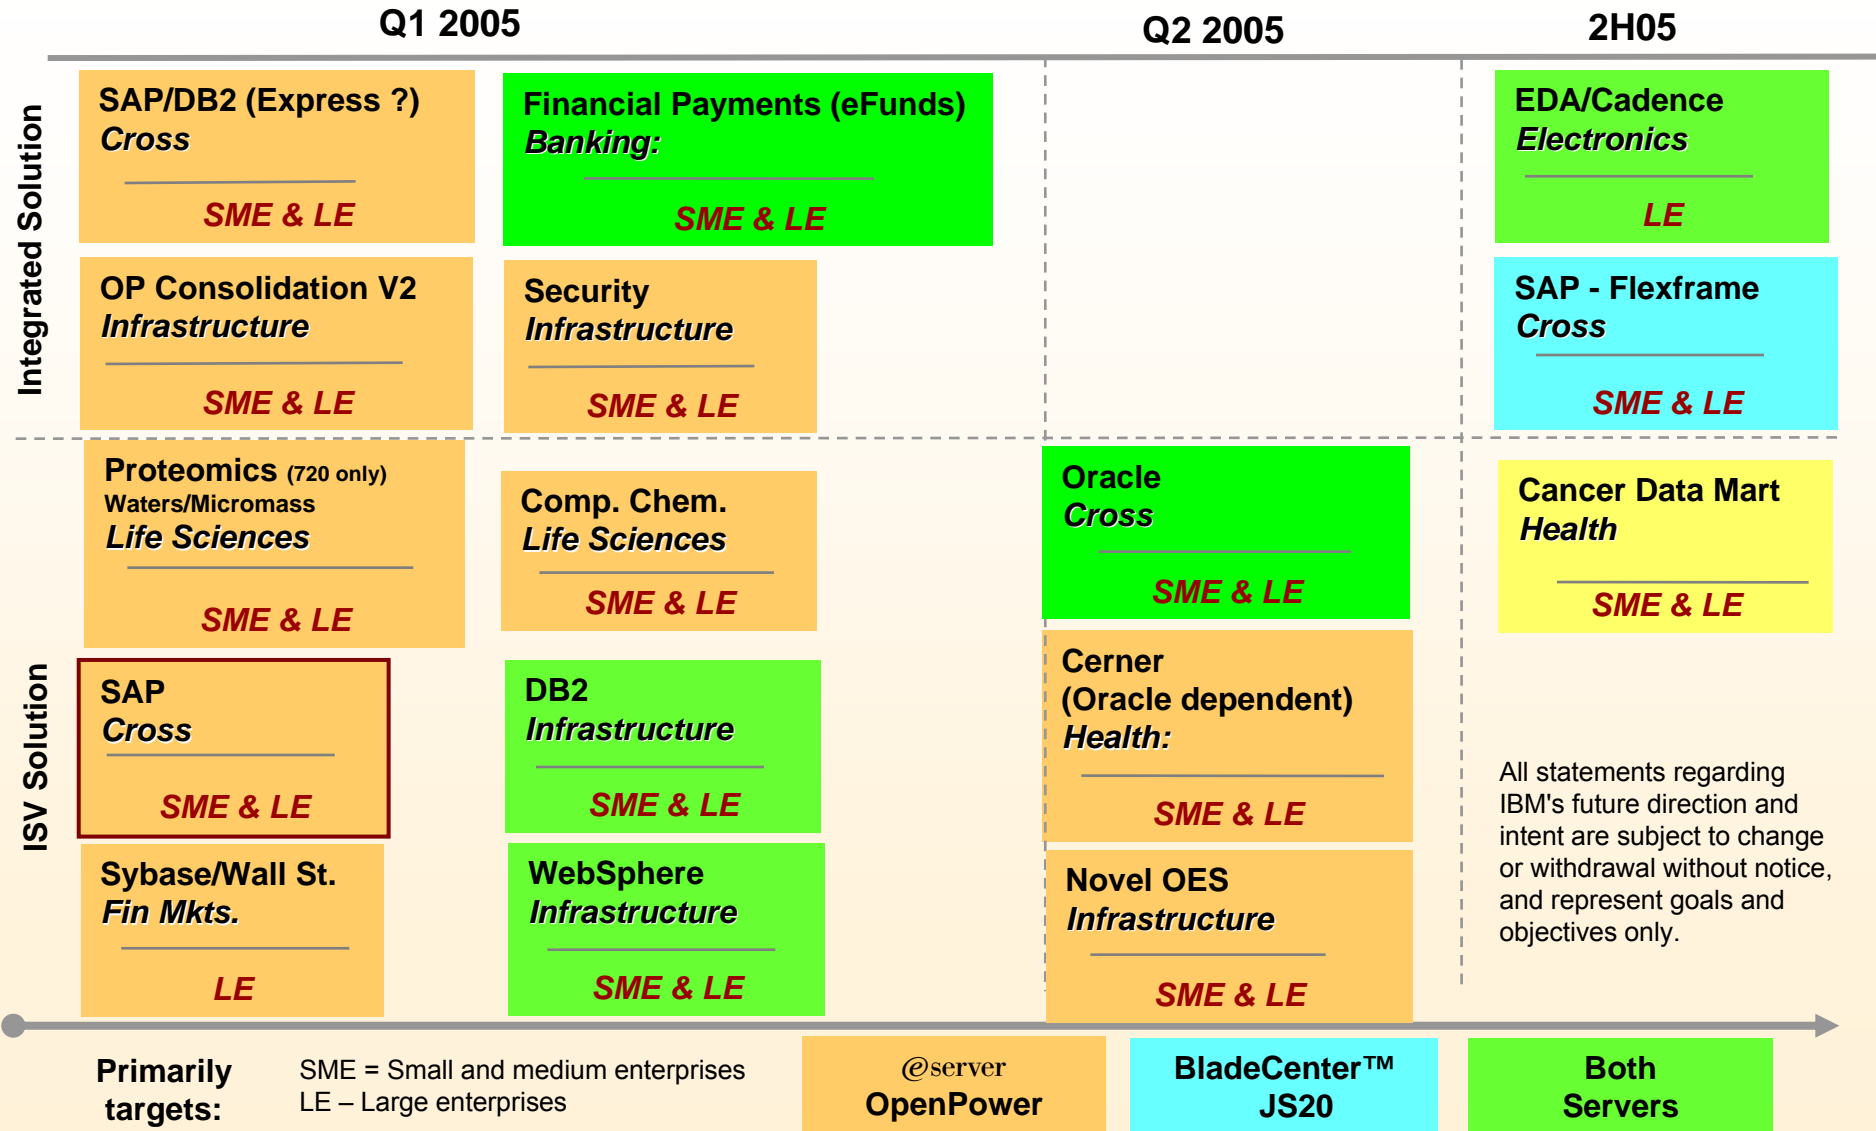 Q1 2005
Q2 2005
2H05
Integrated Solution
SAP/DB2 (Express ?)
Cross
SME & LE
Financial Payments (eFunds)
Banking:
SME & LE
EDA/Cadence
Electronics
LE
OP Consolidation V2
Infrastructure
SME & LE
Security
Infrastructure
SME & LE
SAP - Flexframe
Cross
SME & LE
ISV Solution
Proteomics (720 only)
Waters/Micromass
Life Sciences
SME & LE
Comp. Chem.
Life Sciences
SME & LE
Oracle
Cross
SME & LE
Cancer Data Mart
Health
SME & LE
SAP
Cross
SME & LE
DB2
Infrastructure
SME & LE
Cerner
(Oracle dependent)
Health:
SME & LE
Sybase/Wall St.
Fin Mkts.
LE
WebSphere
Infrastructure
SME & LE
Novel OES
Infrastructure
SME & LE
All statements regarding
IBM's future direction and
intent are subject to change
or withdrawal without notice,
and represent goals and
objectives only.
Primarily
targets:
SME = Small and medium enterprises
LE – Large enterprises
eserver
OpenPower
BladeCenter™
JS20
Both
Servers